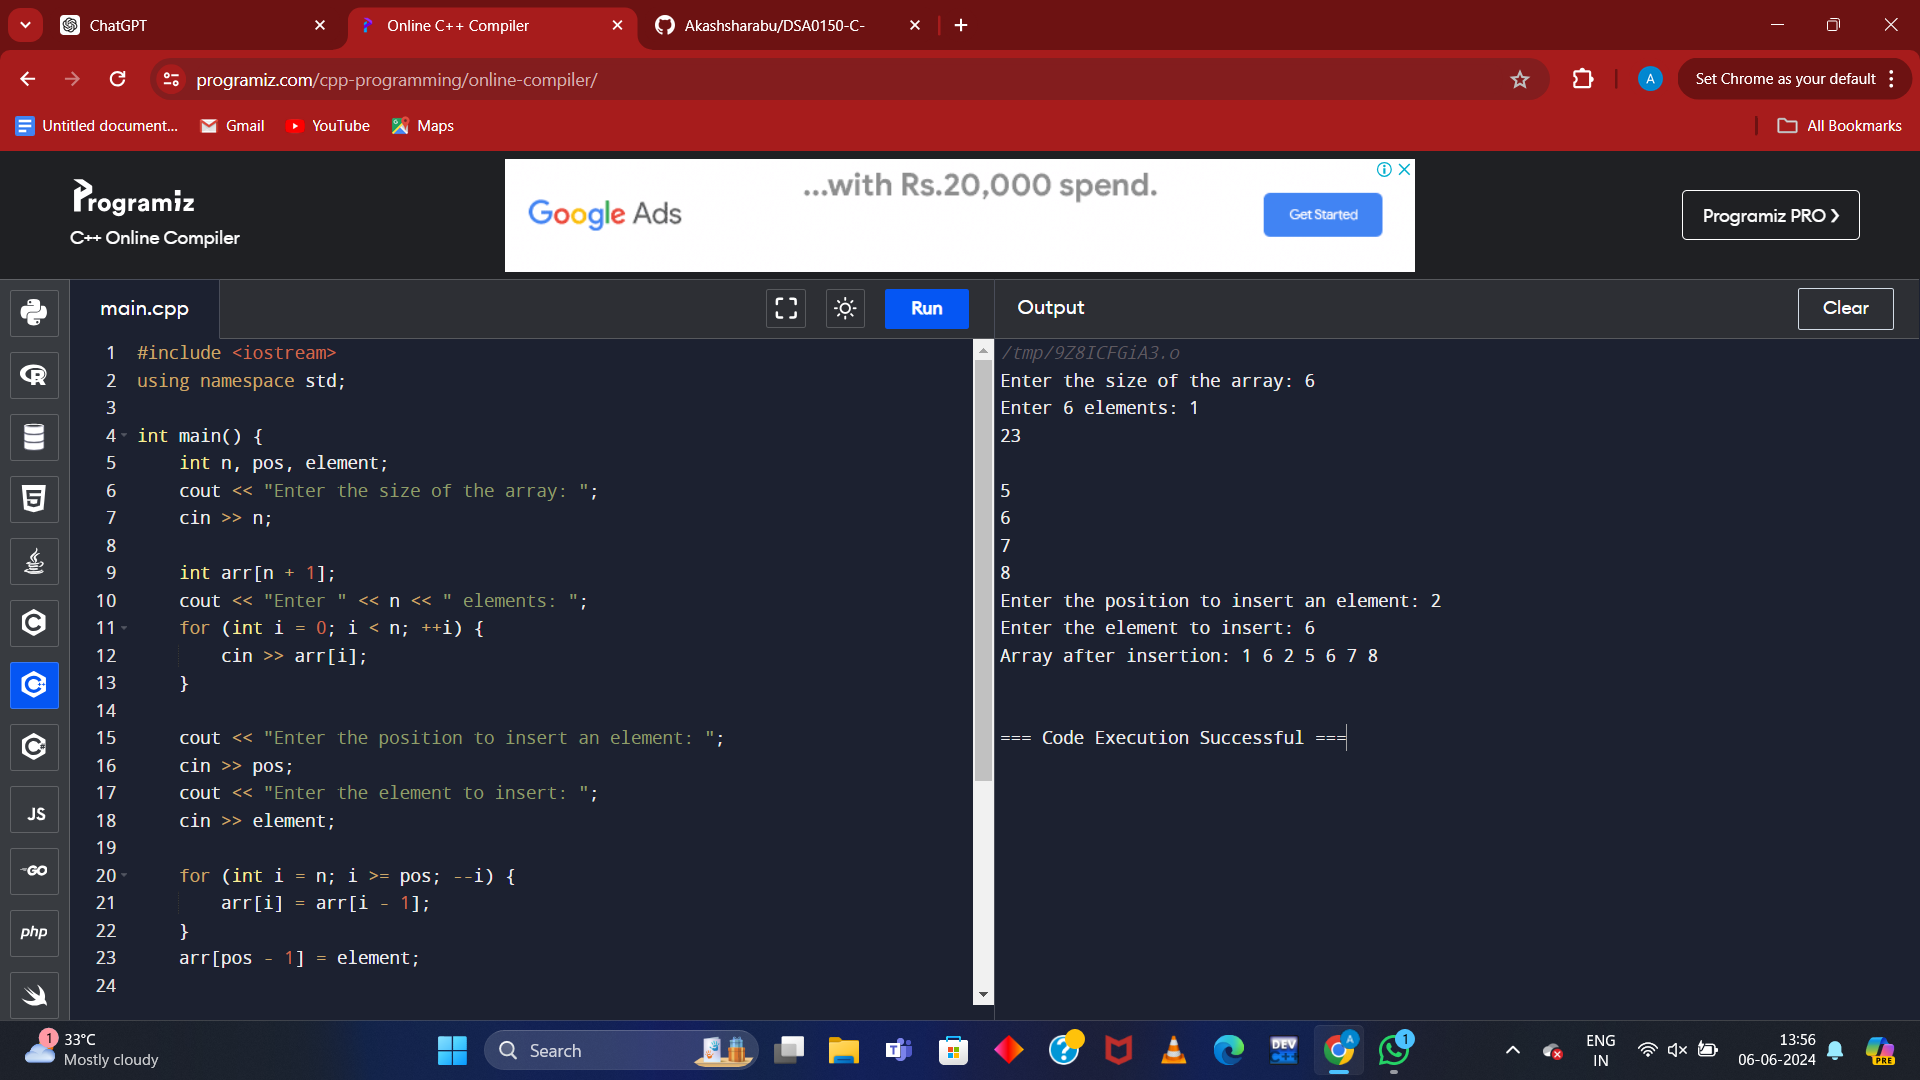 ChatGPT
Online C++ Compiler
Akashsharabu/DSA0150-C-
programiz.com/cpp-programming/online-compiler/
A
Set Chrome as your default
Untitled document...
Gmail
YouTube
Maps
All Bookmarks
Programiz
C++ Online Compiler
Google Ads
...with Rs.20,000 spend.
Get Started
Programiz PRO ❯
main.cpp
Run
Output
Clear
1 #include <iostream>
2 using namespace std;
3
4 int main() {
5 int n, pos, element;
6 cout << "Enter the size of the array: ";
7 cin >> n;
8
9 int arr[n + 1];
10 cout << "Enter " << n << " elements: ";
11 for (int i = 0; i < n; ++i) {
12 cin >> arr[i];
13 }
14
15 cout << "Enter the position to insert an element: ";
16 cin >> pos;
17 cout << "Enter the element to insert: ";
18 cin >> element;
19
20 for (int i = n; i >= pos; --i) {
21 arr[i] = arr[i - 1];
22 }
23 arr[pos - 1] = element;
24
/tmp/9Z8ICFGiA3.o
Enter the size of the array: 6
Enter 6 elements: 1
23
5
6
7
8
Enter the position to insert an element: 2
Enter the element to insert: 6
Array after insertion: 1 6 2 5 6 7 8
=== Code Execution Successful ===
JS
GO
php
1
33°C
Mostly cloudy
Search
DEV
A
1
ENG
IN
13:56
06-06-2024
PRE